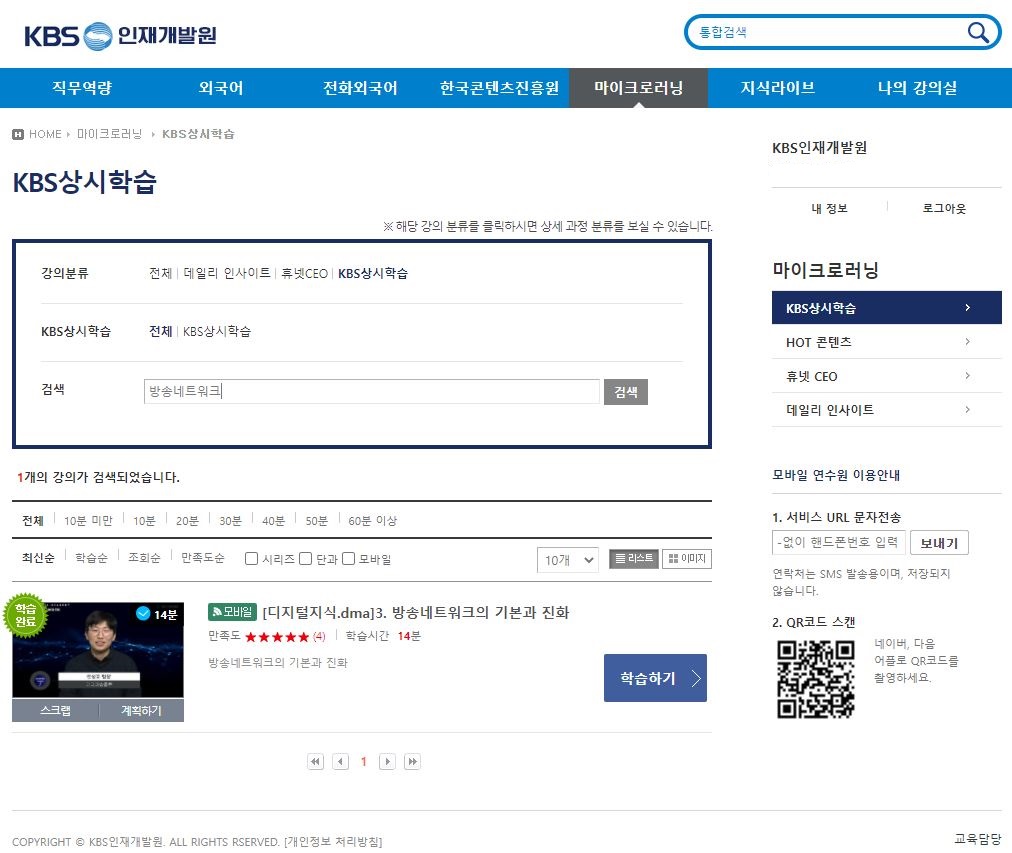 KBS 인재개발원
통합검색
직무역량 외국어 전화외국어 한국콘텐츠진흥원 마이크로러닝 지식라이브 나의 강의실
HOME 마이크로러닝 KBS상시학습
KBS상시학습
※ 해당 강의 분류를 클릭하시면 상세 과정 분류를 보실 수 있습니다.
강의분류 전체 데일리 인사이트 휴넷CEO KBS상시학습
KBS상시학습 전체 KBS상시학습
검색 방송네트워크 검색
1개의 강의가 검색되었습니다.
전체 10분 미만 10분 20분 30분 40분 50분 60분 이상
최신순 학습순 조회순 만족도순 시리즈 단과 모바일 10개 리스트 이미지
학습
완료
14분
스크랩 계획하기
모바일 [디지털지식.dma]3. 방송네트워크의 기본과 진화
만족도 ★★★★★ (4) 학습시간 14분
방송네트워크의 기본과 진화
학습하기
1
KBS인재개발원
내 정보 로그아웃
마이크로러닝
KBS상시학습
HOT 콘텐츠
휴넷 CEO
데일리 인사이트
모바일 연수원 이용안내
1. 서비스 URL 문자전송
-없이 핸드폰번호 입력 보내기
연락처는 SMS 발송용이며, 저장되지
않습니다.
2. QR코드 스캔
네이버, 다음
어플로 QR코드를
촬영하세요.
COPYRIGHT © KBS인재개발원. ALL RIGHTS RSERVED. [개인정보 처리방침]
교육담당